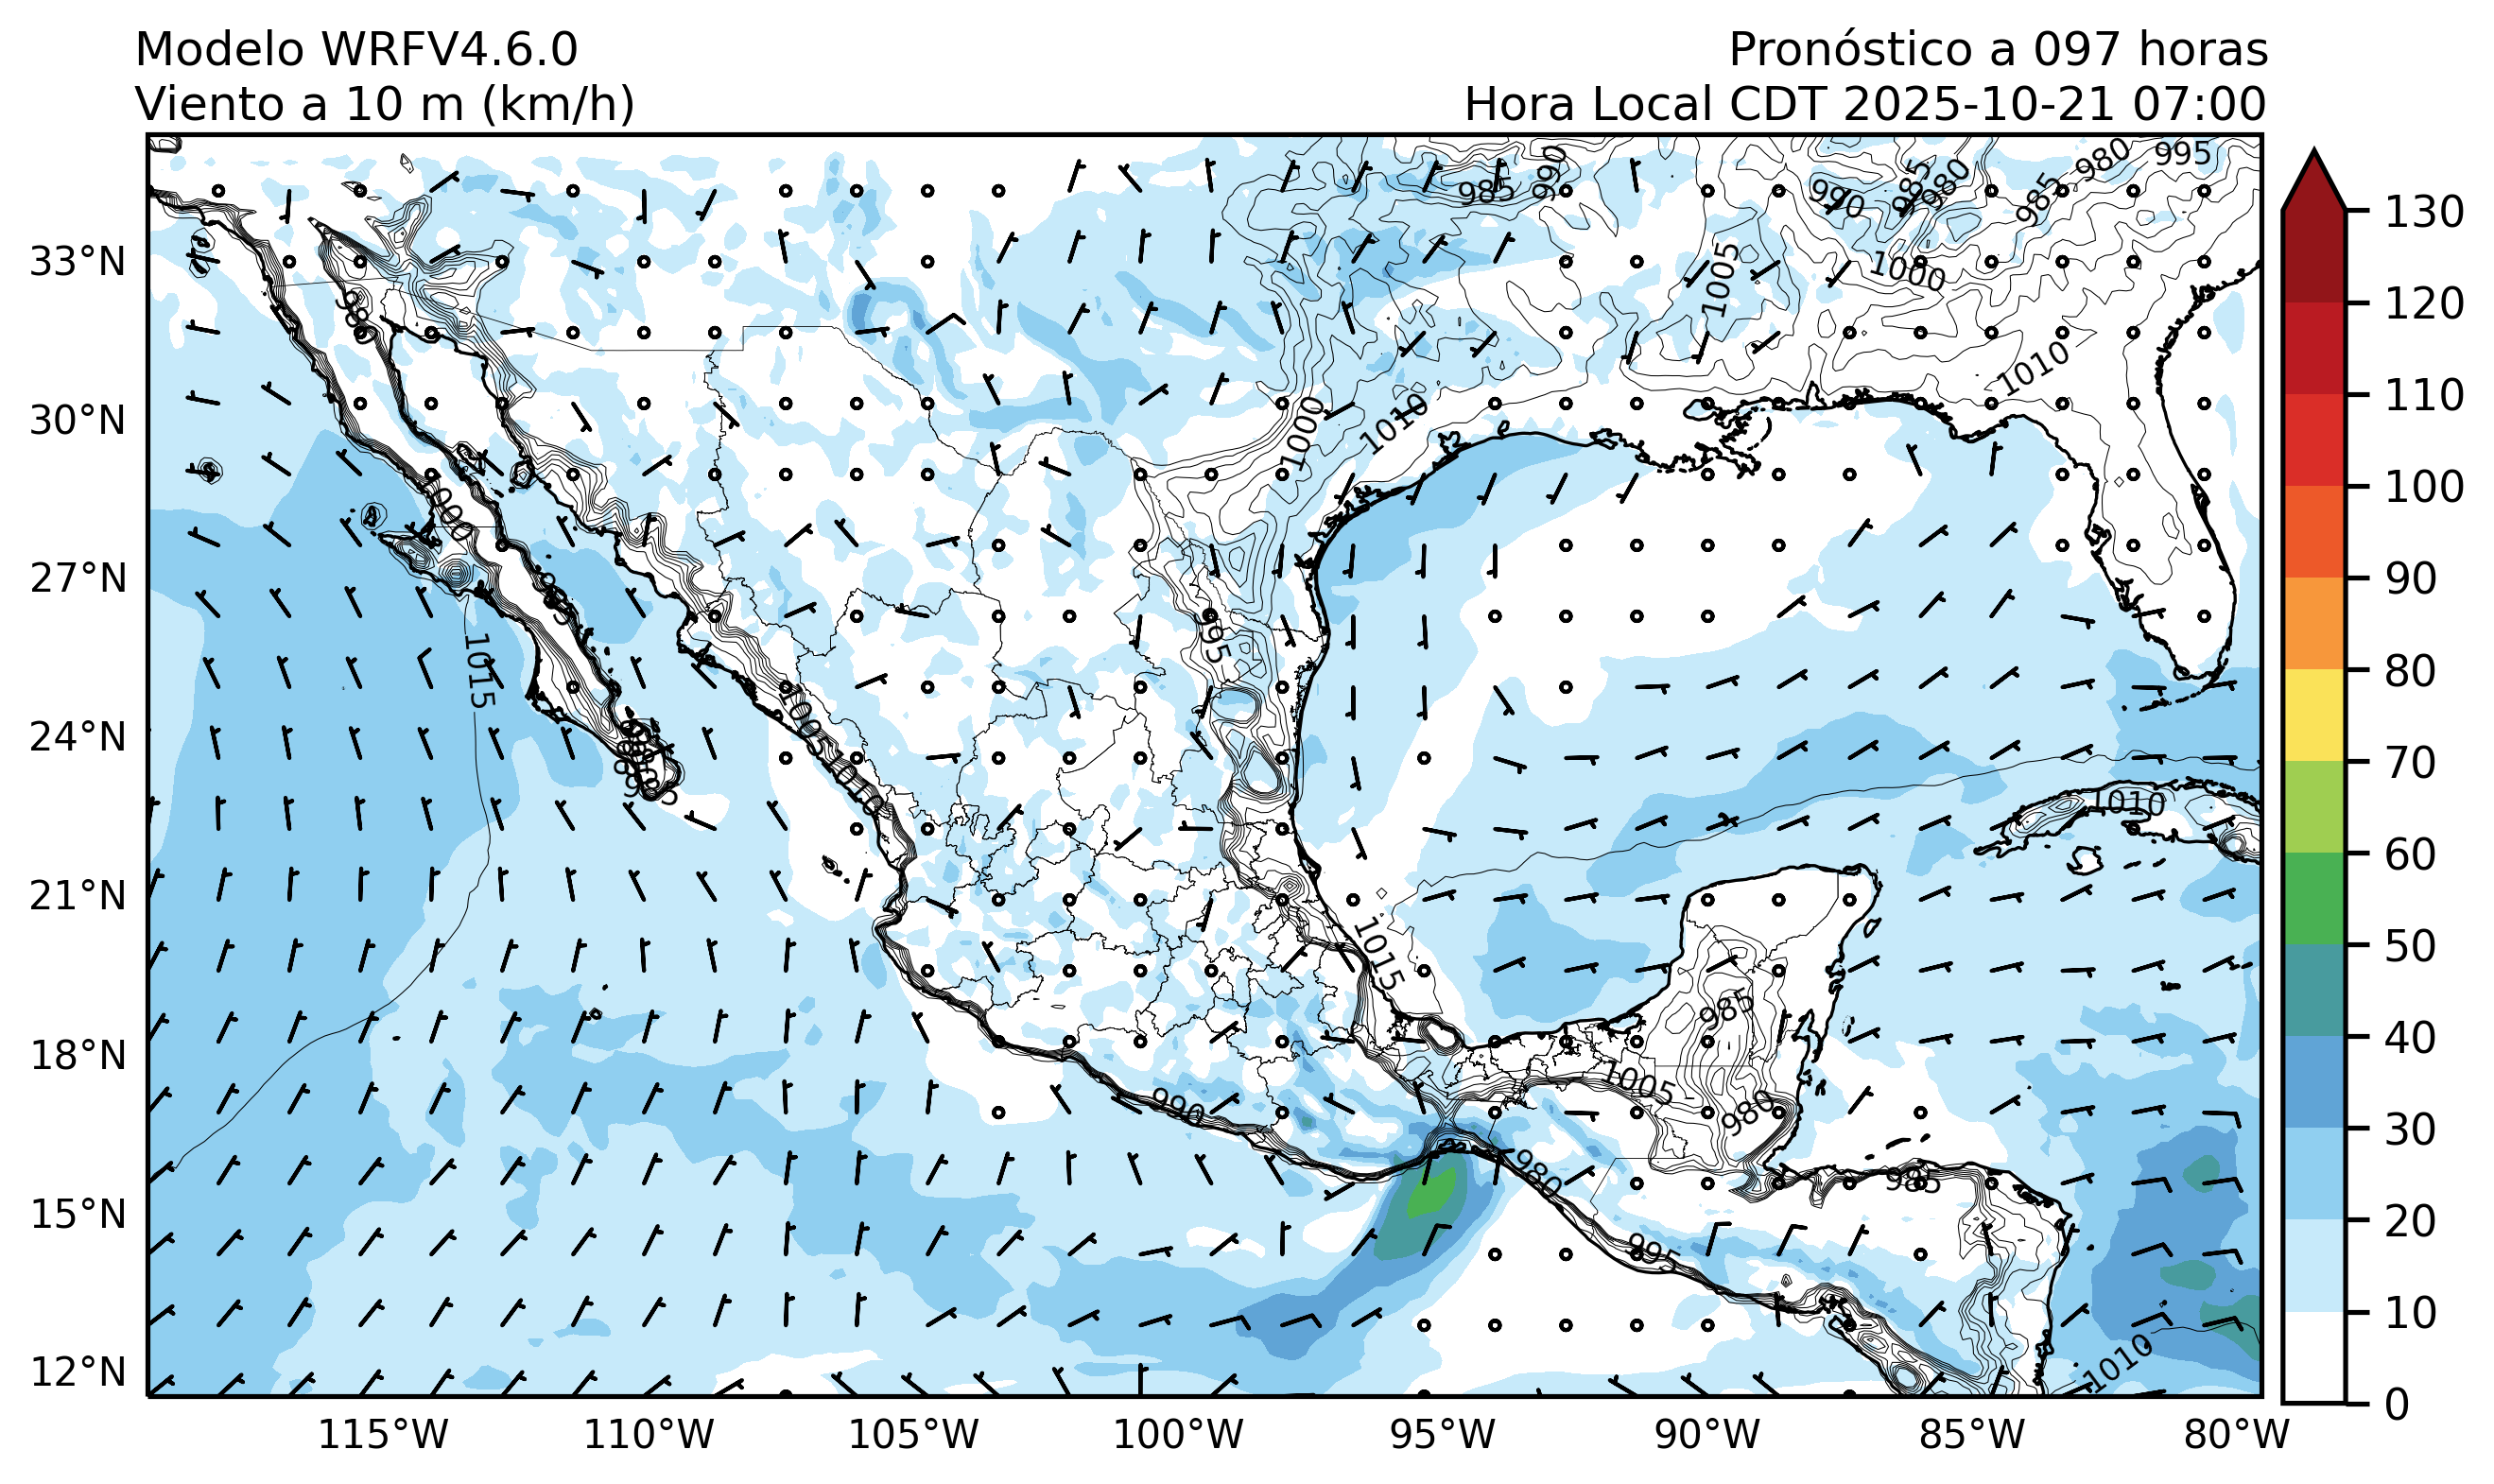 Modelo WRFV4.6.0
Pronóstico a 097 horas
Viento a 10 m (km/h)
Hora Local CDT 2025-10-21 07:00
33°N
30°N
27°N
24°N
21°N
18°N
15°N
12°N
115°W
110°W
105°W
100°W
95°W
90°W
85°W
80°W
130
120
110
100
90
80
70
60
50
40
30
20
10
0
985
990
990
985
980
985
980
995
1005
1000
1010
1010
1000
1000
1015
995
1005
1010
1010
1015
985
1005
980
990
980
985
995
1010